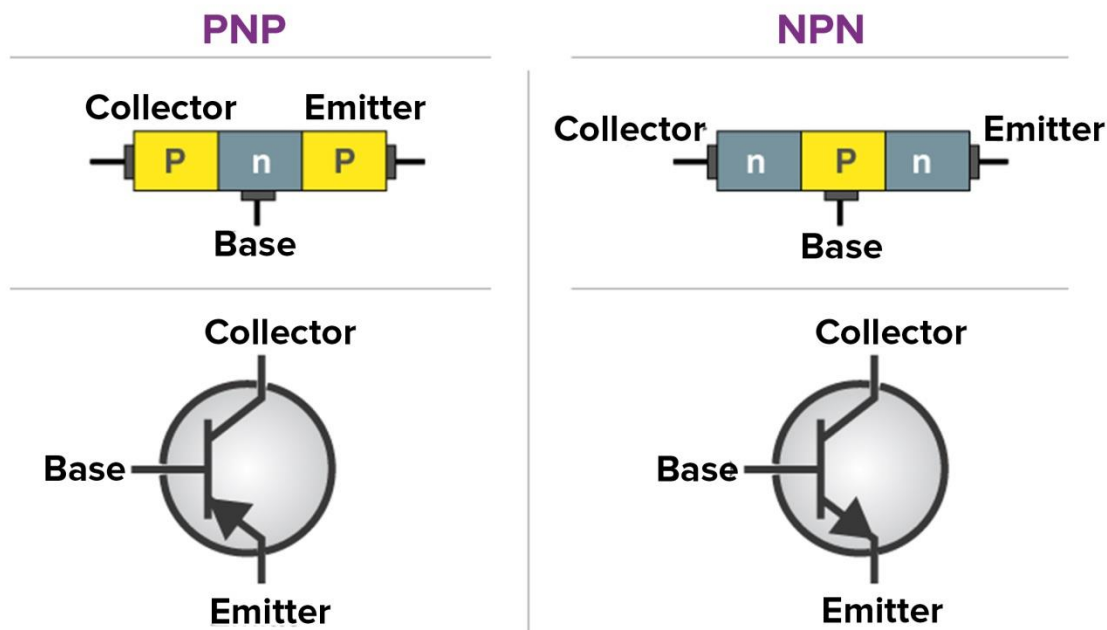 PNP
Collector Emitter
P n P
Base
Collector
Base
Emitter
NPN
Collector Emitter
n P n
Base
Collector
Base
Emitter